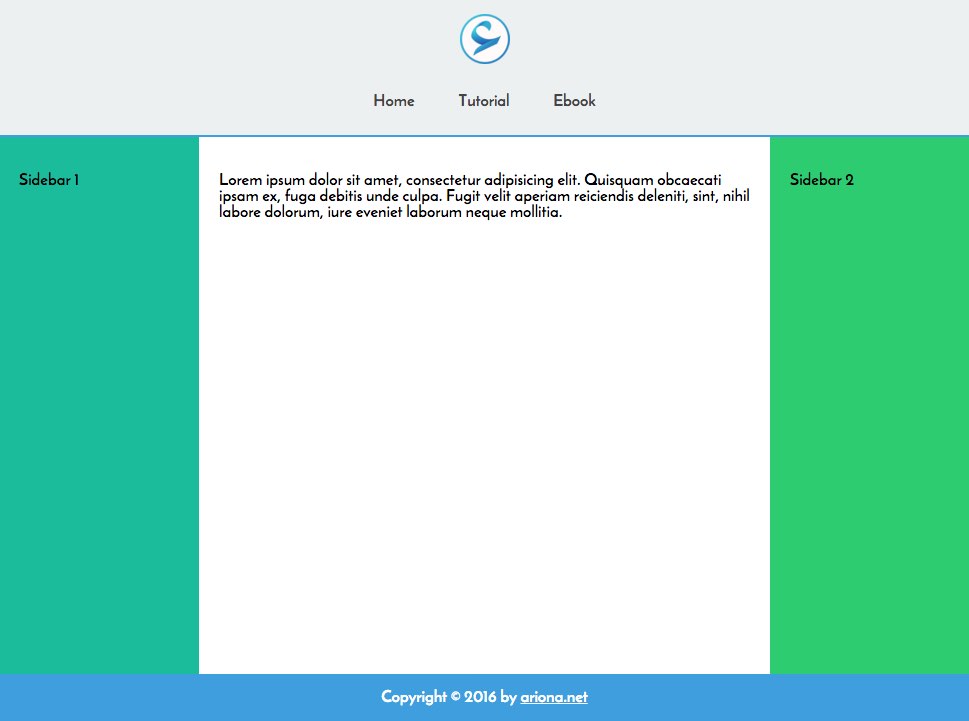 Home Tutorial Ebook
Sidebar 1
Lorem ipsum dolor sit amet, consectetur adipisicing elit. Quisquam obcaecati
ipsam ex, fuga debitis unde culpa. Fugit velit aperiam reiciendis deleniti, sint, nihil
labore dolorum, iure eveniet laborum neque mollitia.
Sidebar 2
Copyright © 2016 by ariona.net